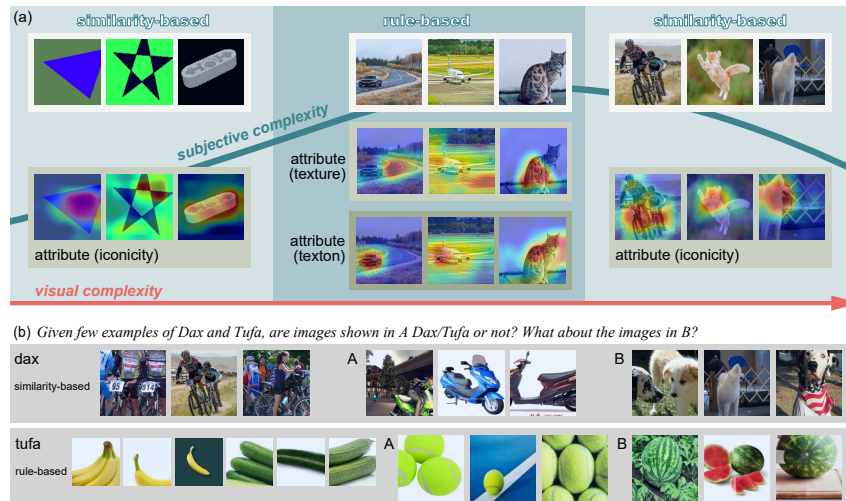 (a)
similarity-based
rule-based
similarity-based
subjective complexity
attribute
(texture)
attribute
(texton)
attribute (iconicity)
attribute (iconicity)
visual complexity
(b) Given few examples of Dax and Tufa, are images shown in A Dax/Tufa or not? What about the images in B?
dax
similarity-based
95
514
A
B
tufa
rule-based
A
B